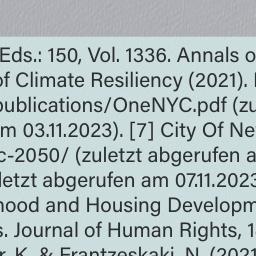 Eds.: 150, Vol. 1336. Annals o
of Climate Resiliency (2021).
publications/OneNYC.pdf (zu
m 03.11.2023). [7] City Of Ne
c-2050/ (zuletzt abgerufen a
letzt abgerufen am 07.11.2023
hood and Housing Developm
s. Journal of Human Rights, 1
r, K. & Frantzeskaki, N. (2021